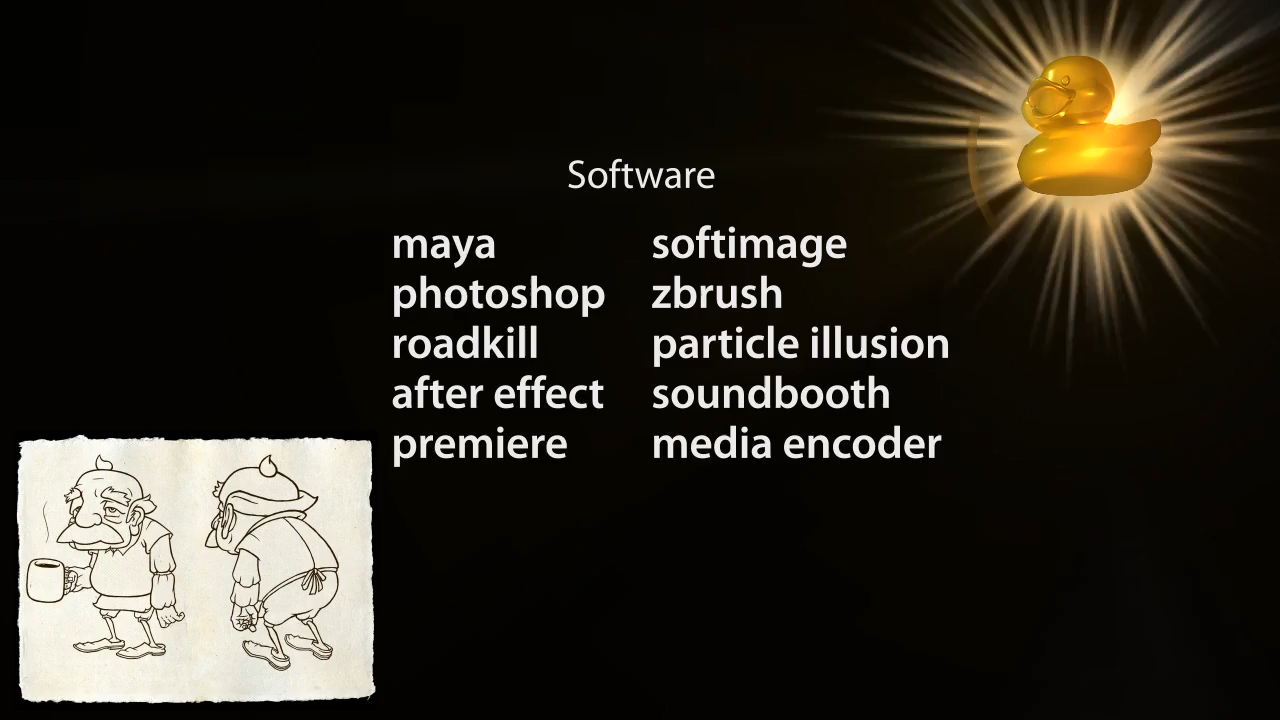 Software
maya
photoshop
roadkill
after effect
premiere
softimage
zbrush
particle illusion
soundbooth
media encoder